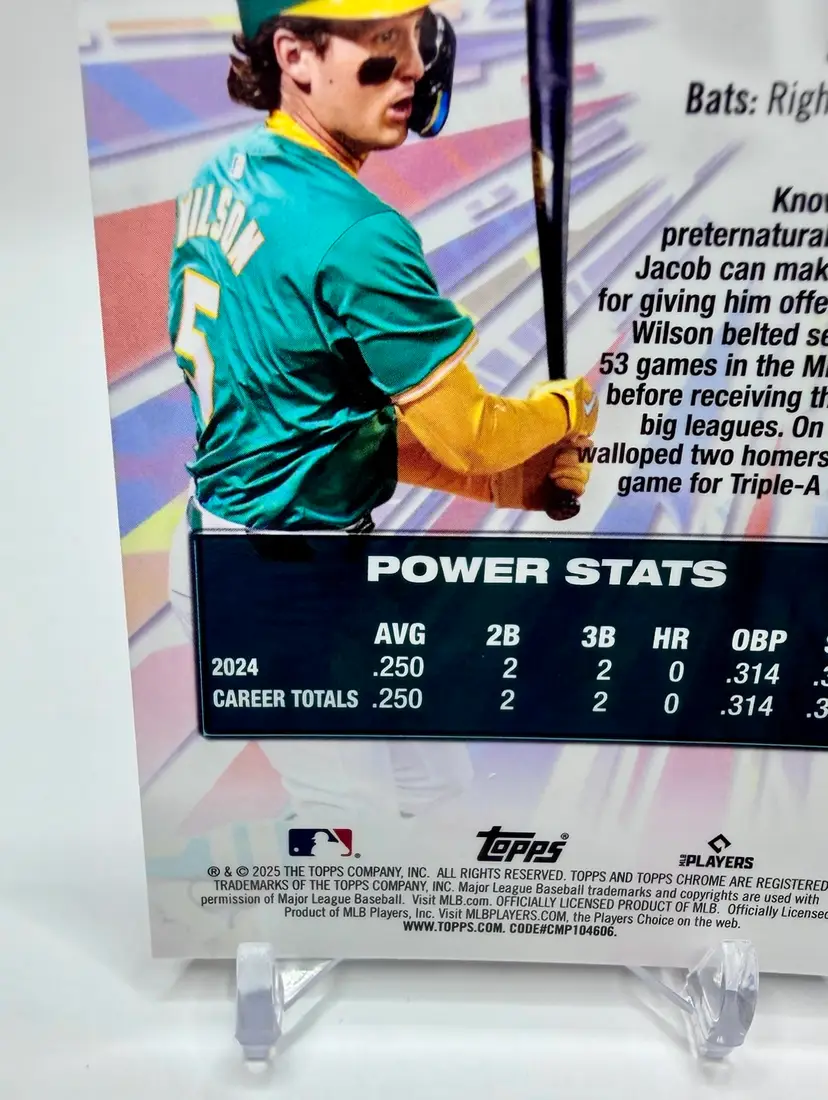 Bats: Righ
Know
preternatural
Jacob can mak
for giving him offe
Wilson belted se
53 games in the Mi
before receiving th
big leagues. On
walloped two homers
game for Triple-A
WILSON
5
POWER STATS
AVG 2B 3B HR OBP
2024 .250 2 2 0 .314 .3
CAREER TOTALS .250 2 2 0 .314 .3
topps®
MLB PLAYERS
® & © 2025 THE TOPPS COMPANY, INC. ALL RIGHTS RESERVED. TOPPS AND TOPPS CHROME ARE REGISTERED
TRADEMARKS OF THE TOPPS COMPANY, INC. Major League Baseball trademarks and copyrights are used with
permission of Major League Baseball. Visit MLB.com. OFFICIALLY LICENSED PRODUCT OF MLB. Officially Licensed
Product of MLB Players, Inc. Visit MLBPLAYERS.COM, the Players Choice on the web.
WWW.TOPPS.COM. CODE#CMP104606.